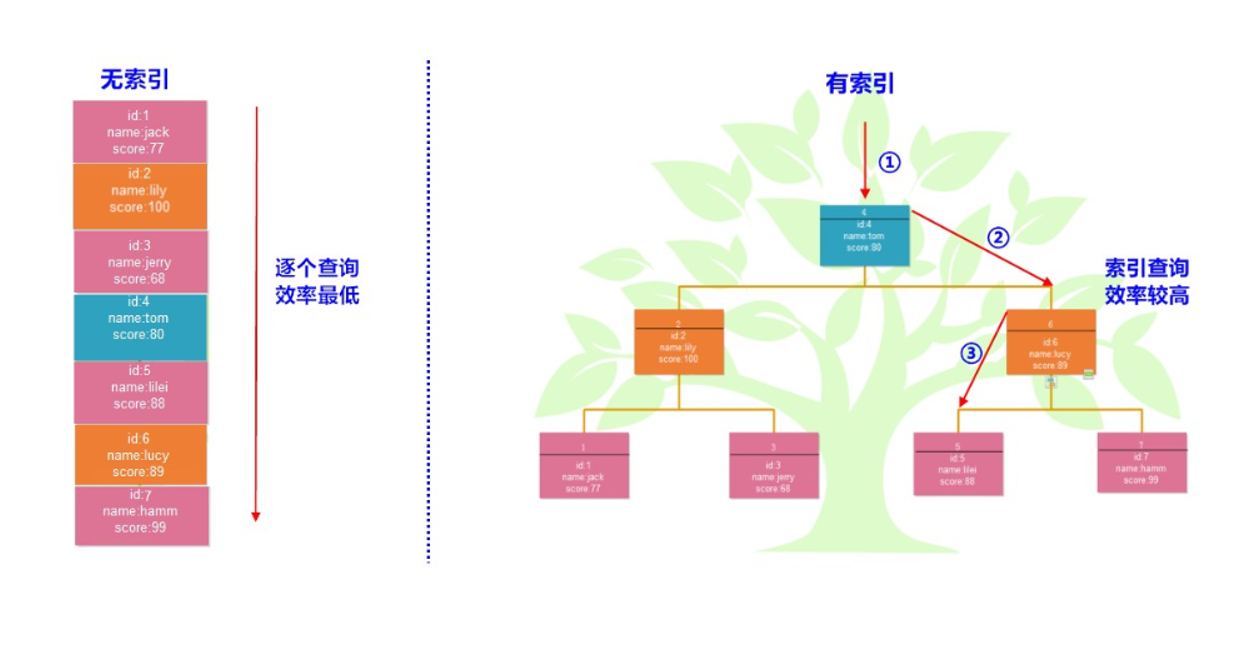 无索引
id:1
name:jack
score:77
id:2
name:lily
score:100
id:3
name:jerry
score:68
id:4
name:tom
score:80
id:5
name:lilei
score:88
id:6
name:lucy
score:89
id:7
name:hamm
score:99
逐个查询
效率最低
有索引
①
4
id:4
name:tom
score:80
②
索引查询
效率较高
2
id:2
name:lily
score:100
6
id:6
name:lucy
score:89
③
1
id:1
name:jack
score:77
3
id:3
name:jerry
score:68
5
id:5
name:lilei
score:88
7
id:7
name:hamm
score:99